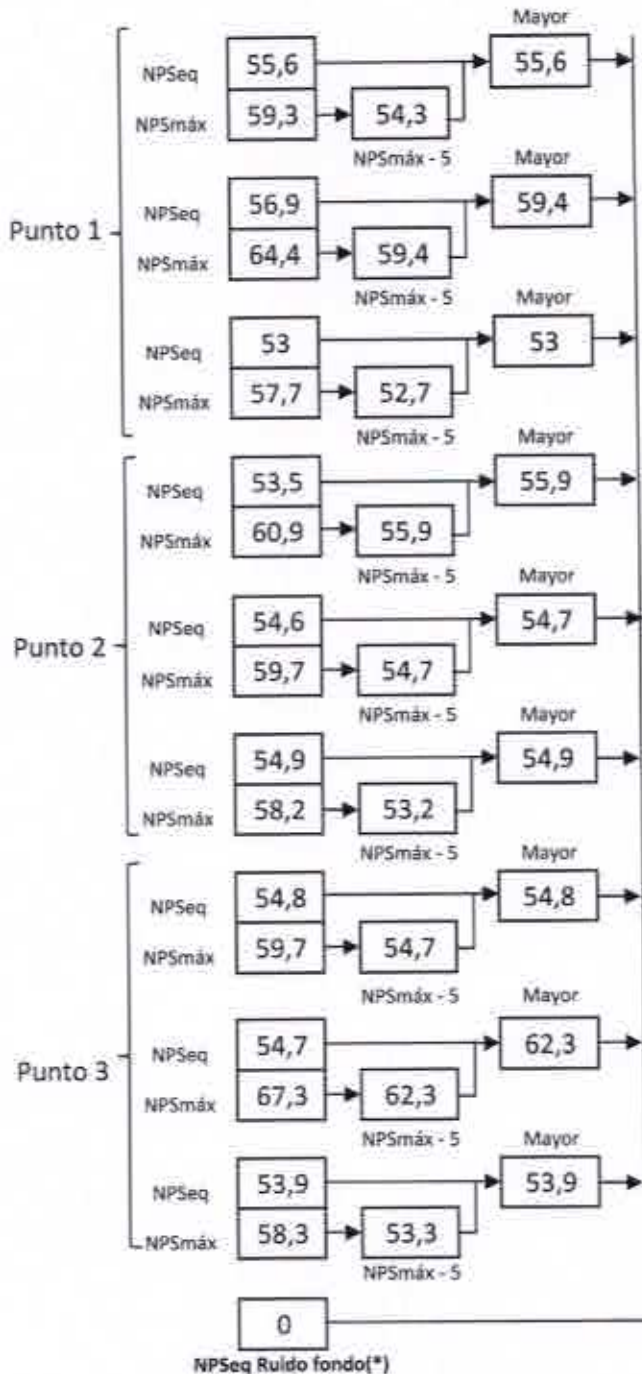 Mayor
NPSeq 55,6 55,6
NPSmáx 59,3 54,3
NPSmáx - 5 Mayor
NPSeq 56,9 59,4
Punto 1
NPSmáx 64,4 59,4
NPSmáx - 5 Mayor
NPSeq 53 53
NPSmáx 57,7 52,7
NPSmáx - 5 Mayor
NPSeq 53,5 55,9
NPSmáx 60,9 55,9
NPSmáx - 5 Mayor
NPSeq 54,6 54,7
Punto 2
NPSmáx 59,7 54,7
NPSmáx - 5 Mayor
NPSeq 54,9 54,9
NPSmáx 58,2 53,2
NPSmáx - 5 Mayor
NPSeq 54,8 54,8
NPSmáx 59,7 54,7
NPSmáx - 5 Mayor
NPSeq 54,7 62,3
Punto 3
NPSmáx 67,3 62,3
NPSmáx - 5 Mayor
NPSeq 53,9 53,9
NPSmáx 58,3 53,3
NPSmáx - 5
0
NPSeq Ruido fondo(*)